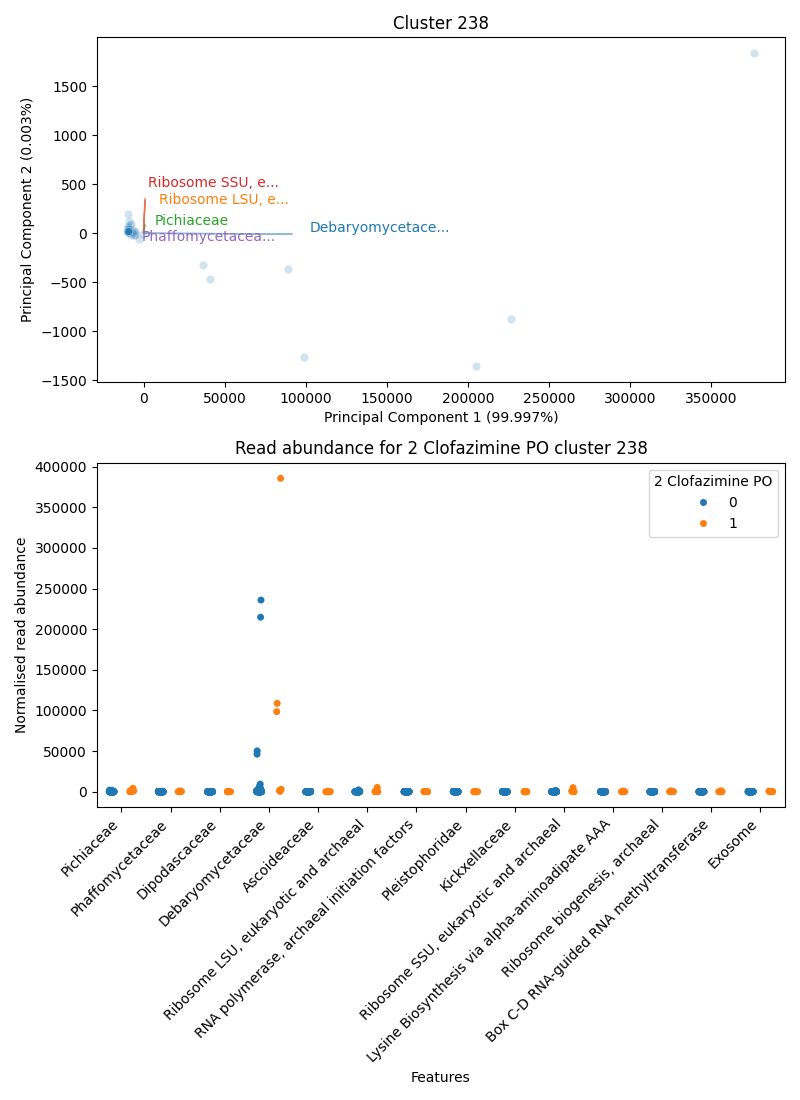 Cluster 238
Principal Component 2 (0.003%)
1500
1000
500
0
−500
−1000
−1500
Ribosome SSU, e...
Ribosome LSU, e...
Pichiaceae
Debaryomycetace...
Phaffomycetacea...
0 50000 100000 150000 200000 250000 300000 350000
Principal Component 1 (99.997%)
Read abundance for 2 Clofazimine PO cluster 238
Normalised read abundance
400000
350000
300000
250000
200000
150000
100000
50000
0
2 Clofazimine PO
0
1
Pichiaceae
Phaffomycetaceae
Dipodascaceae
Debaryomycetaceae
Ascoideaceae
Ribosome LSU, eukaryotic and archaeal
RNA polymerase, archaeal initiation factors
Pleistophoridae
Kickxellaceae
Ribosome SSU, eukaryotic and archaeal
Lysine Biosynthesis via alpha-aminoadipate AAA
Ribosome biogenesis, archaeal
Box C-D RNA-guided RNA methyltransferase
Exosome
Features